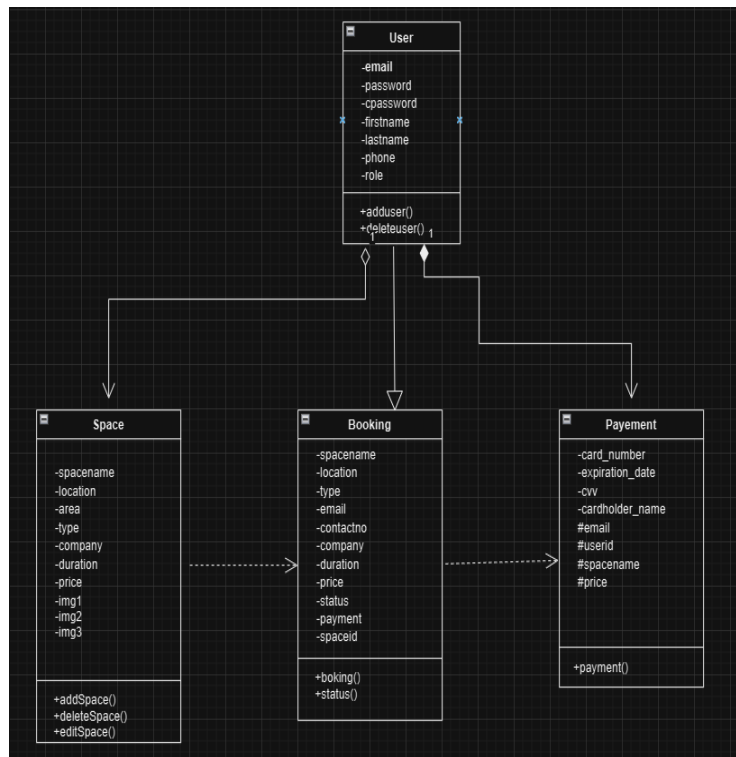 User
-email
-password
-cpassword
-firstname
-lastname
-phone
-role
+adduser()
+deleteuser()
1
1
Space
-spacename
-location
-area
-type
-company
-duration
-price
-img1
-img2
-img3
+addSpace()
+deleteSpace()
+editSpace()
Booking
-spacename
-location
-type
-email
-contactno
-company
-duration
-price
-status
-payment
-spaceid
+boking()
+status()
Payement
-card_number
-expiration_date
-cvv
-cardholder_name
#email
#userid
#spacename
#price
+payment()